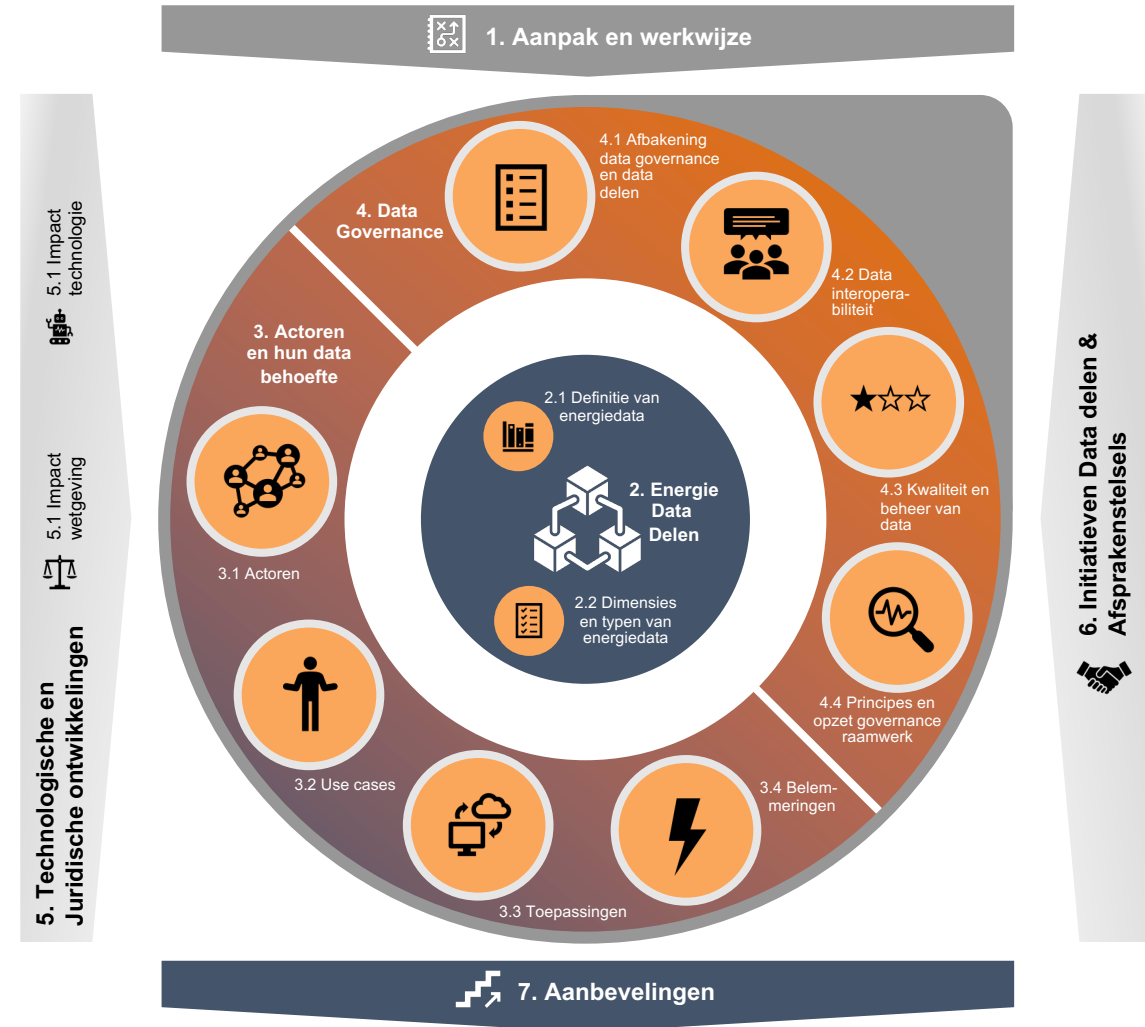 1. Aanpak en werkwijze
4.1 Afbakening
data governance
en data
delen
4. Data
Governance
4.2 Data
interopera-
biliteit
3. Actoren
en hun data
behoefte
4.3 Kwaliteit en
beheer van
data
2.1 Definitie van
energiedata
2. Energie
Data
Delen
2.2 Dimensies
en typen van
energiedata
3.1 Actoren
4.4 Principes en
opzet governance
raamwerk
3.2 Use cases
3.4 Belem-
meringen
3.3 Toepassingen
5. Technologische en
Juridische ontwikkelingen
5.1 Impact
wetgeving
5.1 Impact
technologie
6. Initiatieven Data delen &
Afsprakenstelsels
7. Aanbevelingen